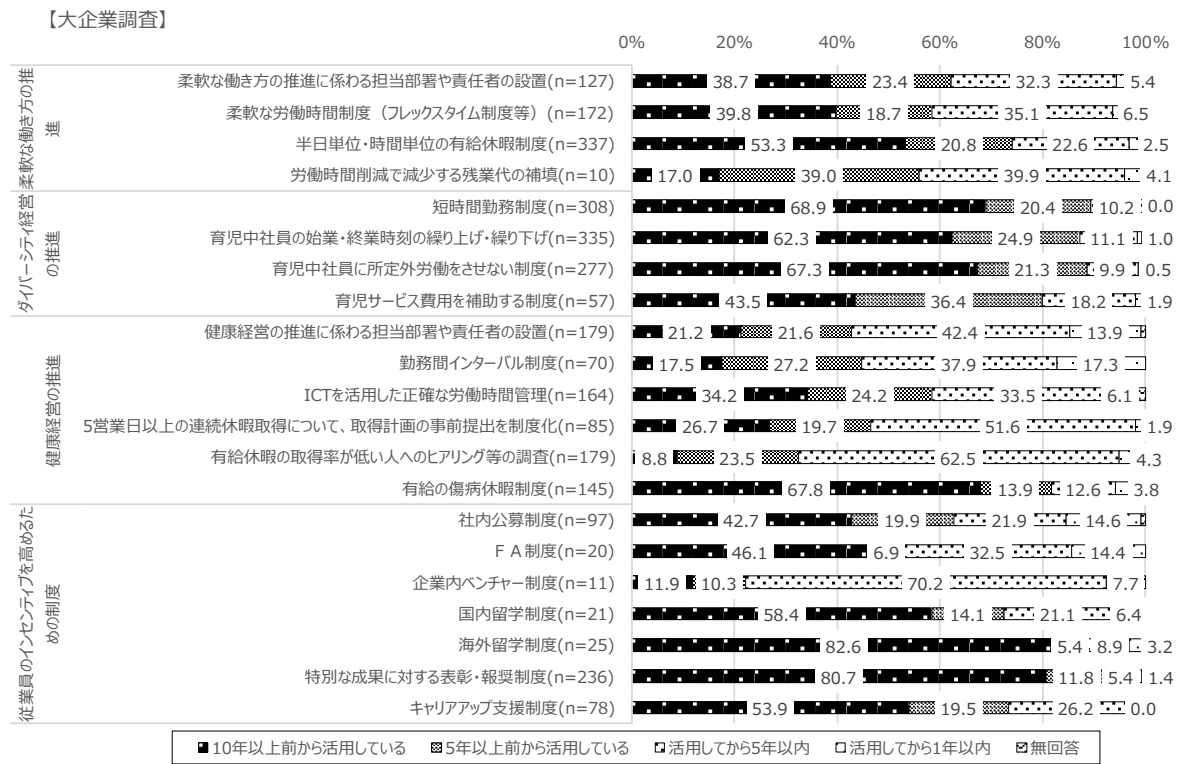 【大企業調査】
0% 20% 40% 60% 80% 100%
柔軟な働き方の推進
柔軟な働き方の推進に係わる担当部署や責任者の設置(n=127) 38.7 23.4 32.3 5.4
柔軟な労働時間制度（フレックスタイム制度等）(n=172) 39.8 18.7 35.1 6.5
半日単位・時間単位の有給休暇制度(n=337) 53.3 20.8 22.6 2.5
労働時間削減で減少する残業代の補填(n=10) 17.0 39.0 39.9 4.1
ダイバーシティ経営の推進
短時間勤務制度(n=308) 68.9 20.4 10.2 0.0
育児中社員の始業・終業時刻の繰り上げ・繰り下げ(n=335) 62.3 24.9 11.1 1.0
育児中社員に所定外労働をさせない制度(n=277) 67.3 21.3 9.9 0.5
育児サービス費用を補助する制度(n=57) 43.5 36.4 18.2 1.9
健康経営の推進
健康経営の推進に係わる担当部署や責任者の設置(n=179) 21.2 21.6 42.4 13.9
勤務間インターバル制度(n=70) 17.5 27.2 37.9 17.3
ICTを活用した正確な労働時間管理(n=164) 34.2 24.2 33.5 6.1
5営業日以上の連続休暇取得について、取得計画の事前提出を制度化(n=85) 26.7 19.7 51.6 1.9
有給休暇の取得率が低い人へのヒアリング等の調査(n=179) 8.8 23.5 62.5 4.3
有給の傷病休暇制度(n=145) 67.8 13.9 12.6 3.8
従業員のインセンティブを高めるための制度
社内公募制度(n=97) 42.7 19.9 21.9 14.6
ＦＡ制度(n=20) 46.1 6.9 32.5 14.4
企業内ベンチャー制度(n=11) 11.9 10.3 70.2 7.7
国内留学制度(n=21) 58.4 14.1 21.1 6.4
海外留学制度(n=25) 82.6 5.4 8.9 3.2
特別な成果に対する表彰・報奨制度(n=236) 80.7 11.8 5.4 1.4
キャリアアップ支援制度(n=78) 53.9 19.5 26.2 0.0
10年以上前から活用している 5年以上前から活用している 活用してから5年以内 活用してから1年以内 無回答